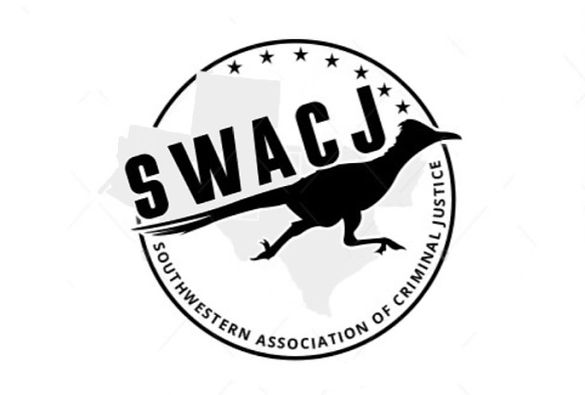 SWACJ
SOUTHWESTERN ASSOCIATION OF CRIMINAL JUSTICE